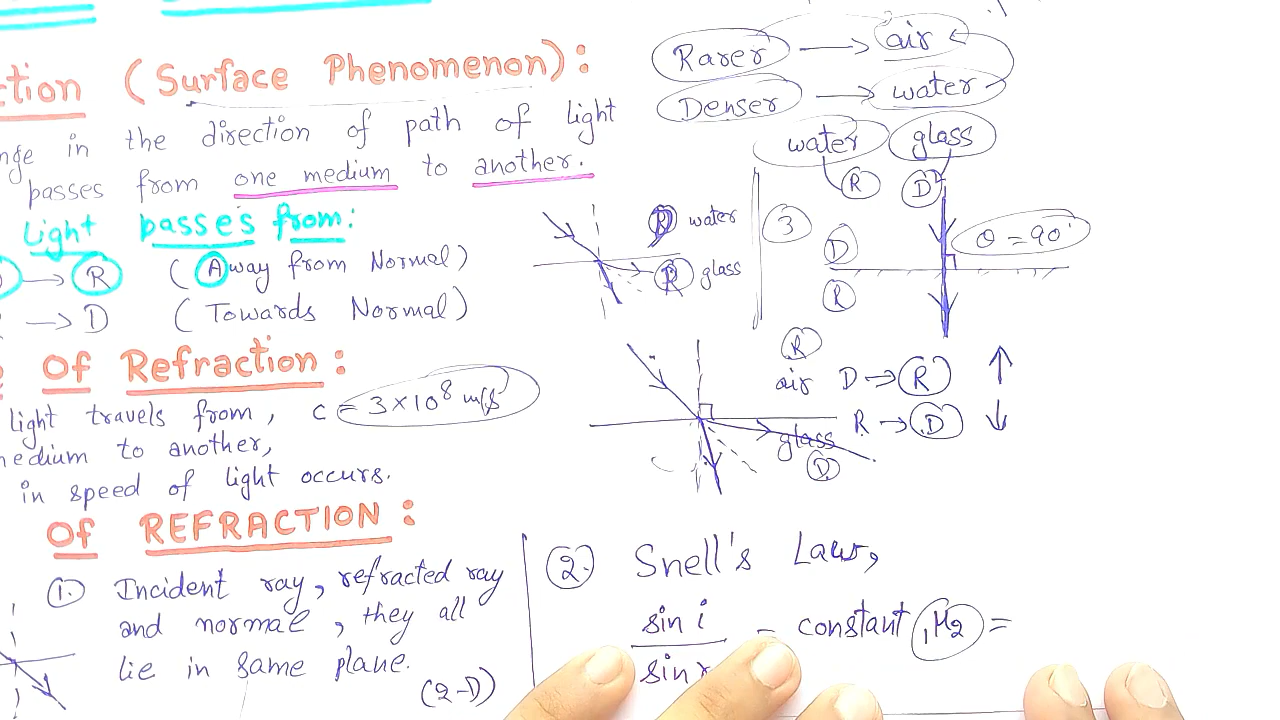 ction (Surface Phenomenon):
nge in the direction of path of light
passes from one medium to another.
Light passes from:
→ R (Away from Normal)
→ D (Towards Normal)
Of Refraction:
light travels from, c = 3×10⁸ m/s
medium to another,
in speed of light occurs.
Of REFRACTION:
1. Incident ray, refracted ray
and normal, they all
lie in same plane.
(2-D)
Rarer → air
Denser → water
water glass
R D
water
glass
3
D
R
θ = 90°
R
air D → R ↑
glass R → D ↓
D
2. Snell's Law,
sin i
= constant ₁μ₂ =
sin r